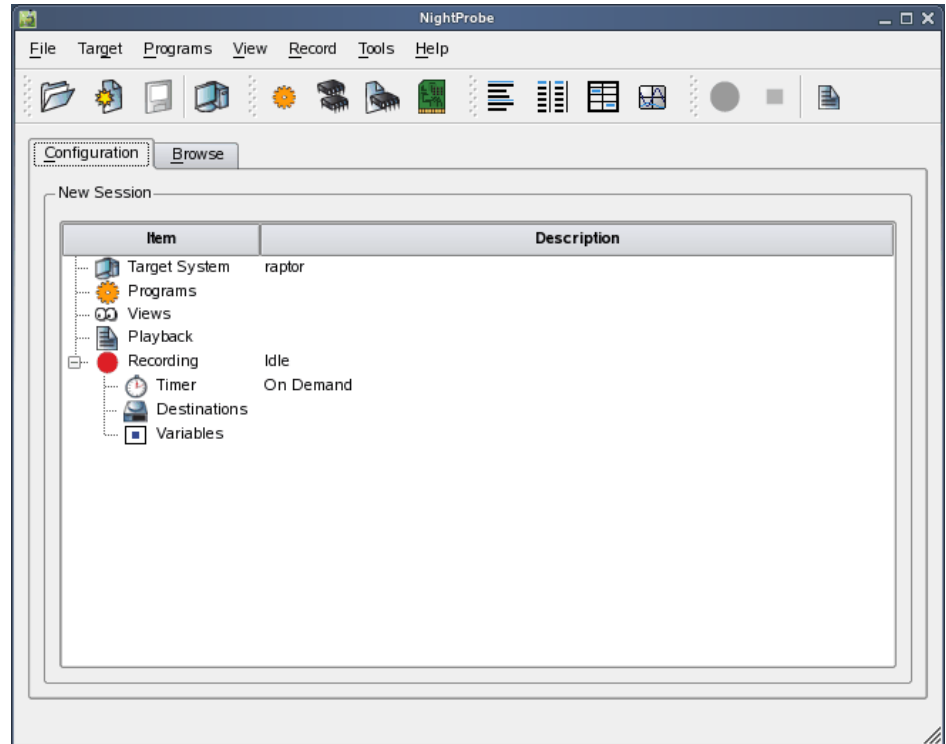 NightProbe
File Target Programs View Record Tools Help
Configuration Browse
New Session
Item Description
Target System raptor
Programs
Views
Playback
Recording Idle
Timer On Demand
Destinations
Variables